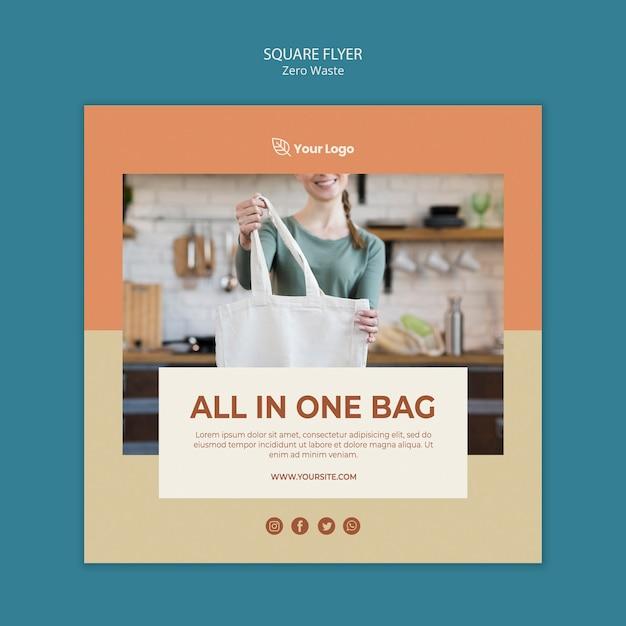 SQUARE FLYER
Zero Waste
Your Logo
ALL IN ONE BAG
Lorem ipsum dolor sit amet, consectetur adipisicing elit, sed do
eiusmod tempor incididunt ut labore et dolore magna aliqua. Ut
enim ad minim veniam.
WWW.YOURSITE.COM